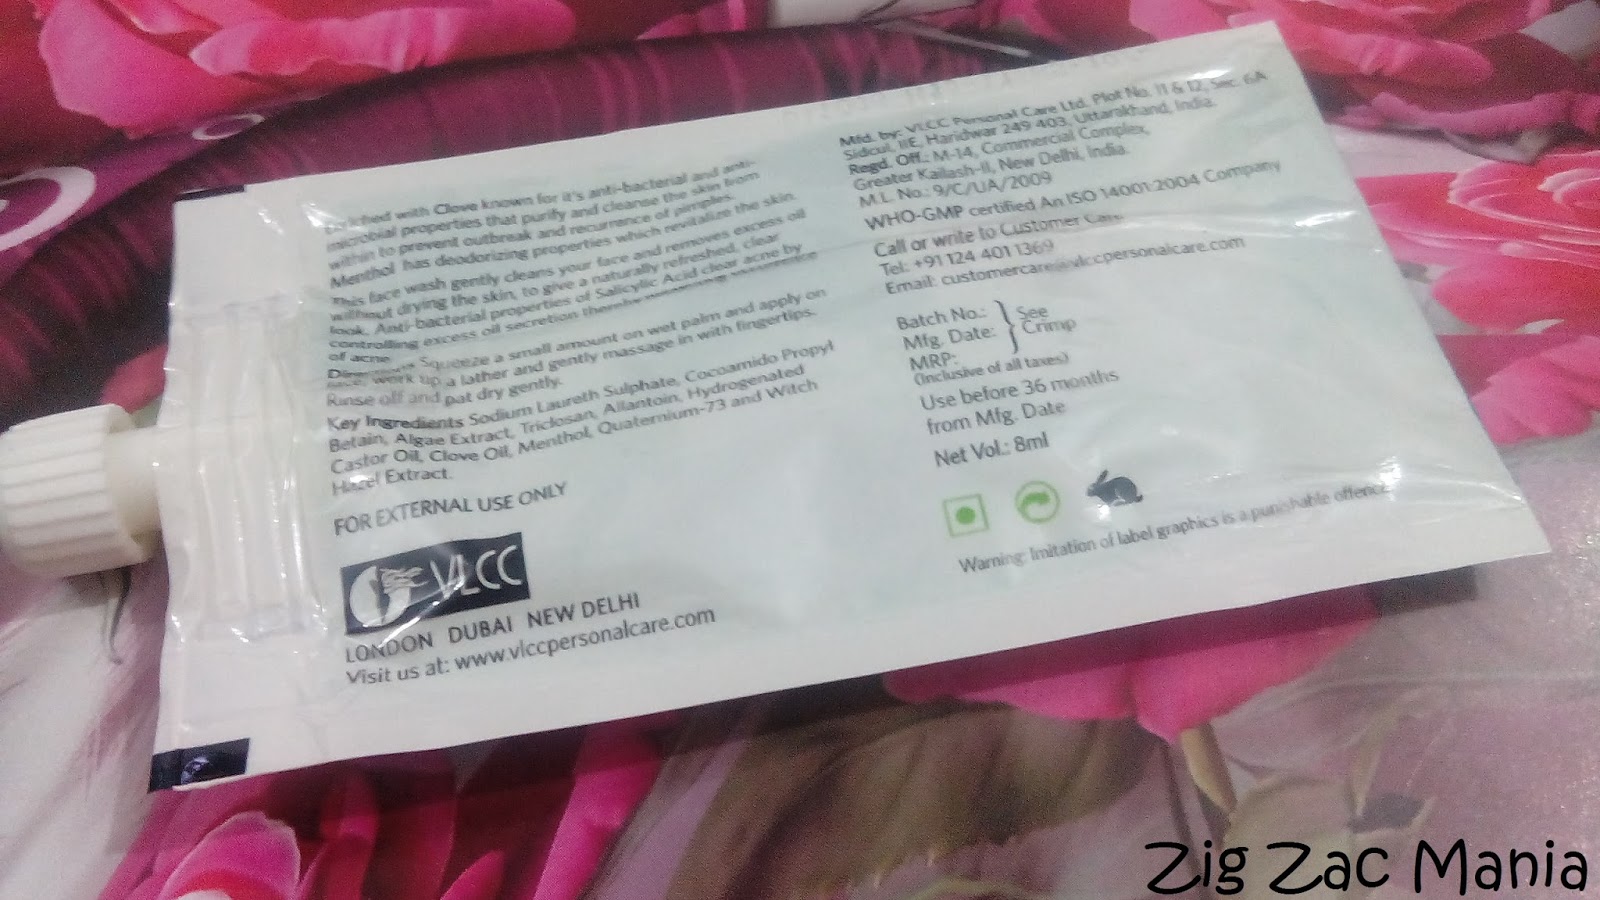 Enriched with Clove known for it's anti-bacterial and anti-
microbial properties that purify and cleanse the skin from
within to prevent outbreak and recurrence of pimples.
Menthol has deodorizing properties which revitalize the skin.
This face wash gently cleans your face and removes excess oil
without drying the skin, to give a naturally refreshed, clear
look. Anti-bacterial properties of Salicylic Acid clear acne by
controlling excess oil secretion thereby
of acne.
Directions Squeeze a small amount on wet palm and apply on
face, work up a lather and gently massage in with fingertips.
Rinse off and pat dry gently.
Key Ingredients Sodium Laureth Sulphate, Cocoamido Propyl
Betain, Algae Extract, Triclosan, Allantoin, Hydrogenated
Castor Oil, Clove Oil, Menthol, Quaternium-73 and Witch
Hazel Extract.
FOR EXTERNAL USE ONLY
VLCC
LONDON DUBAI NEW DELHI
Visit us at: www.vlccpersonalcare.com
Mfd. by: VLCC Personal Care Ltd. Plot No. 11 & 12, Sec. 6A
Sidcul, IIE, Haridwar 249 403, Uttarakhand, India.
Regd. Off.: M-14, Commercial Complex,
Greater Kailash-II, New Delhi, India.
M.L. No.: 9/C/UA/2009
WHO-GMP certified An ISO 14001:2004 Company
Call or write to Customer Care
Tel: +91 124 401 1369
Email: customercare@vlccpersonalcare.com
Batch No.: See
Mfg. Date: Crimp
MRP:
(Inclusive of all taxes)
Use before 36 months
from Mfg. Date
Net Vol.: 8ml
Warning: Imitation of label graphics is a punishable offence.
Zig Zac Mania